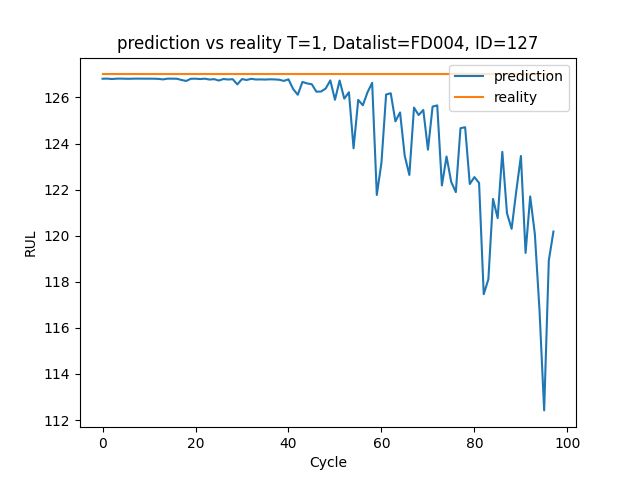 prediction vs reality T=1, Datalist=FD004, ID=127
prediction
reality
126
124
122
120
118
116
114
112
RUL
0 20 40 60 80 100
Cycle